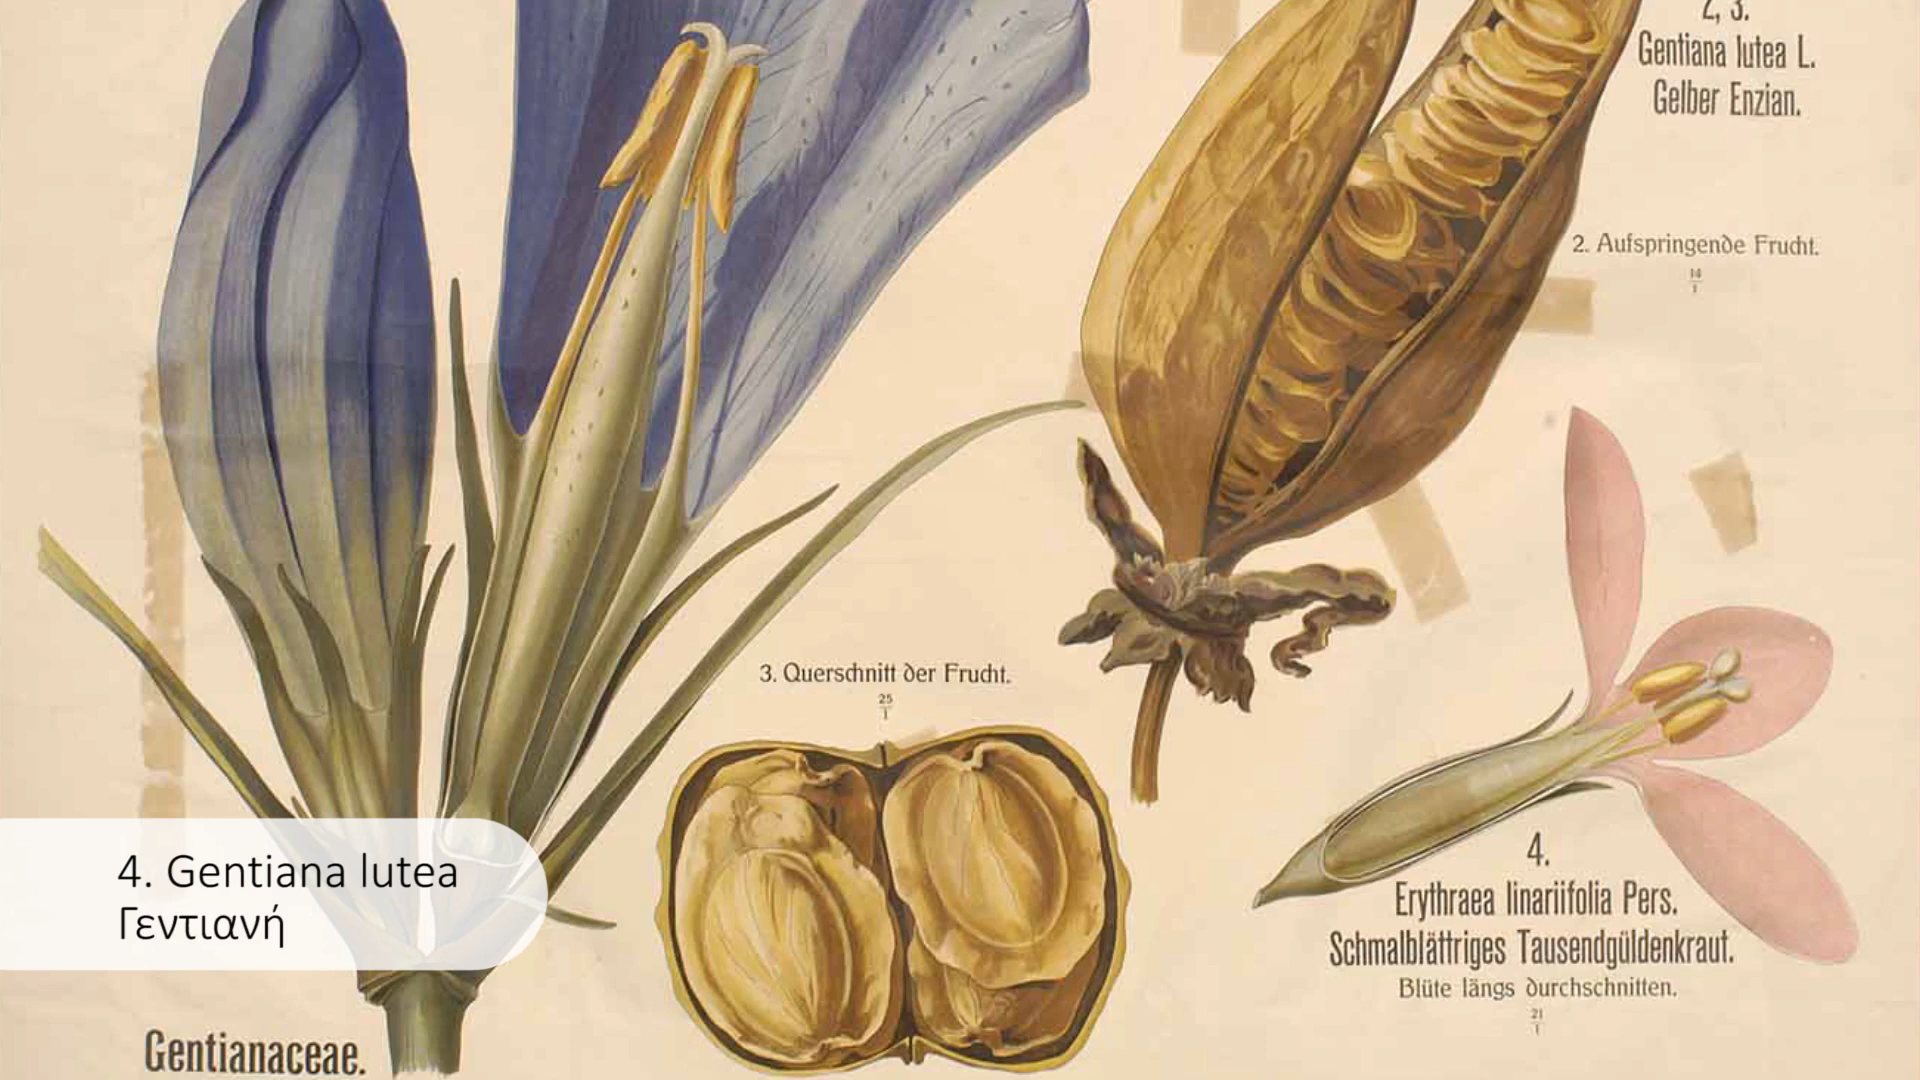 2, 3.
Gentiana lutea L.
Gelber Enzian.
2. Aufspringende Frucht.
14
1
3. Querschnitt der Frucht.
25
1
4.
Erythraea linariifolia Pers.
Schmalblättriges Tausendgüldenkraut.
Blüte längs durchschnitten.
21
1
4. Gentiana lutea
Γεντιανή
Gentianaceae.